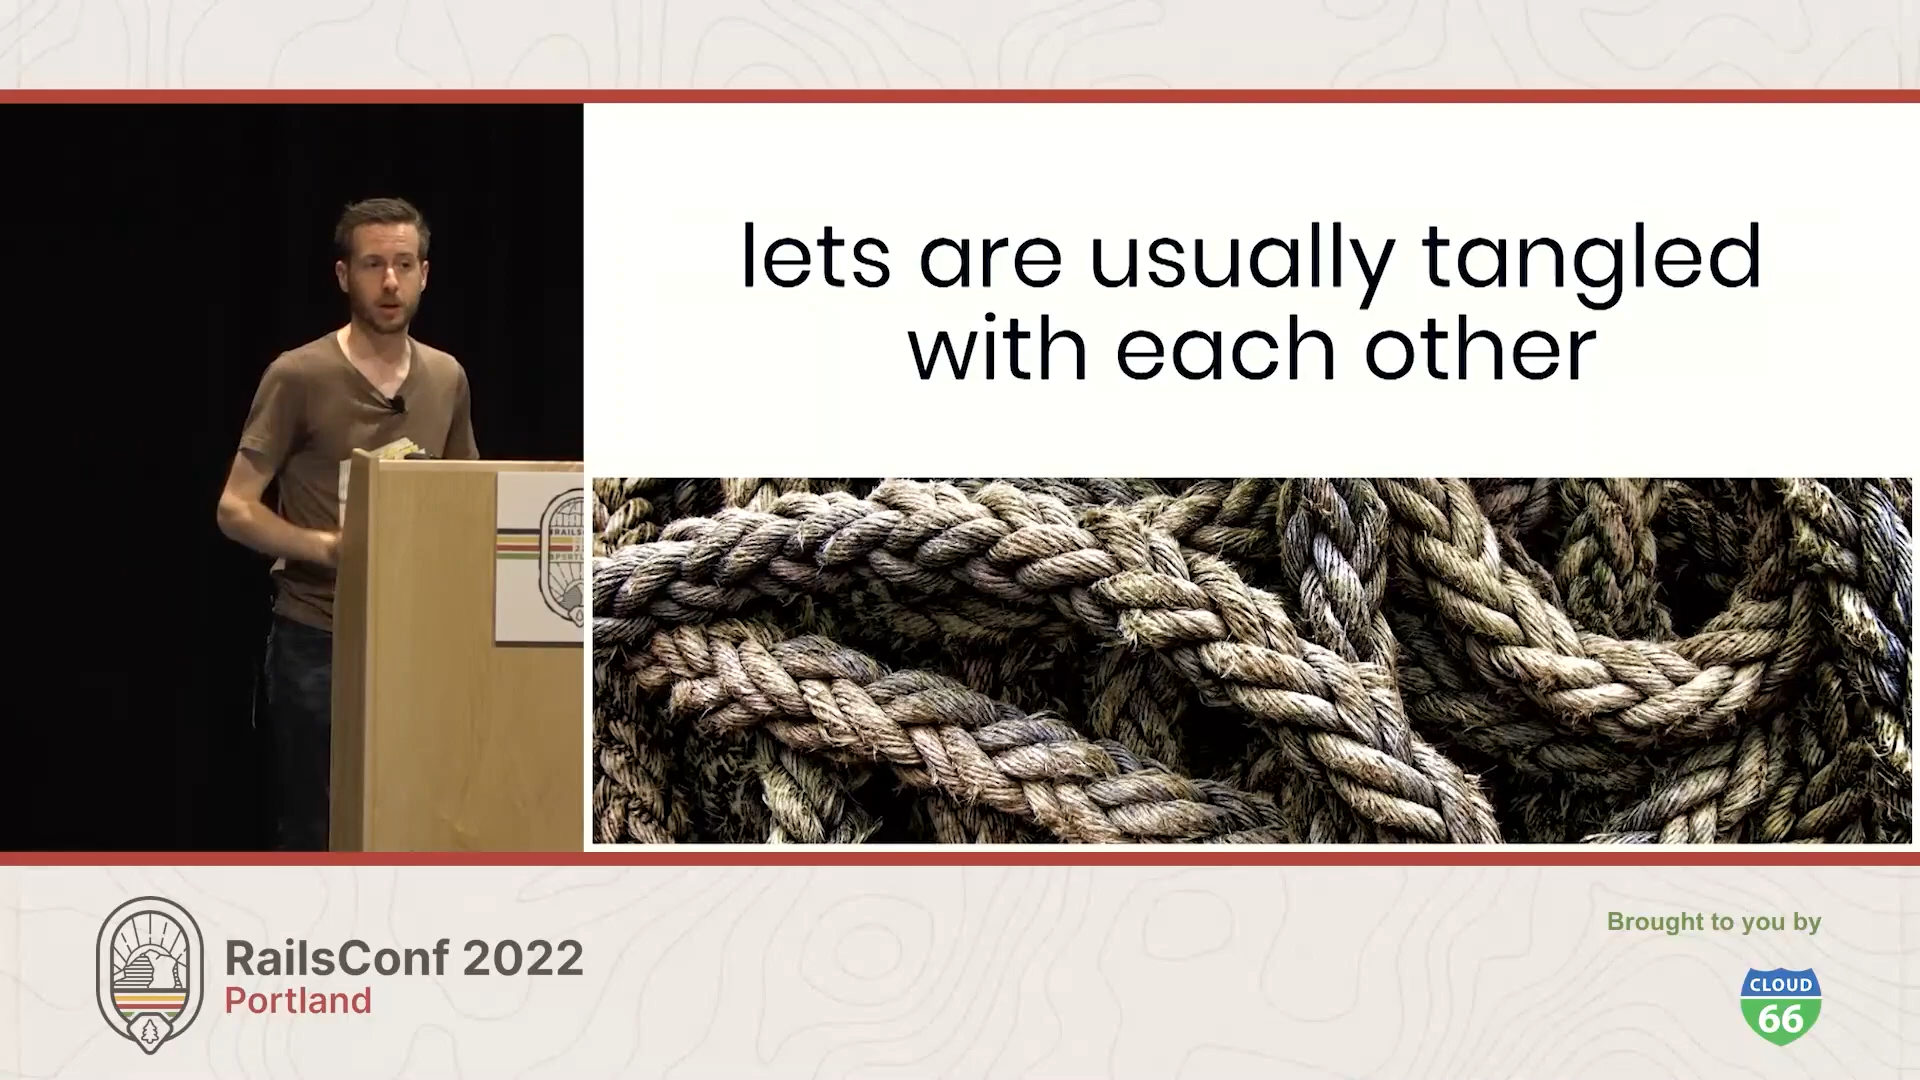 lets are usually tangled
with each other
RailsConf 2022
Portland
Brought to you by
CLOUD
66